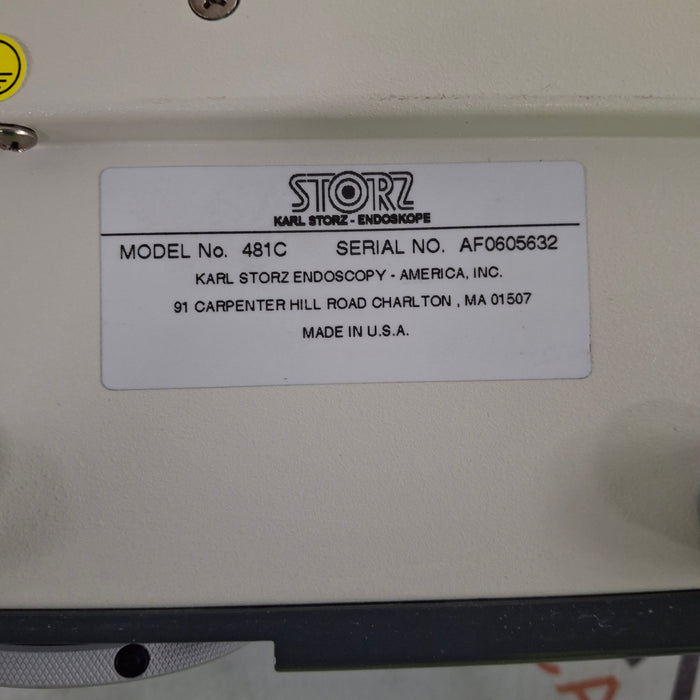 STORZ
KARL STORZ - ENDOSKOPE
MODEL No. 481C SERIAL NO. AF0605632
KARL STORZ ENDOSCOPY - AMERICA, INC.
91 CARPENTER HILL ROAD CHARLTON , MA 01507
MADE IN U.S.A.